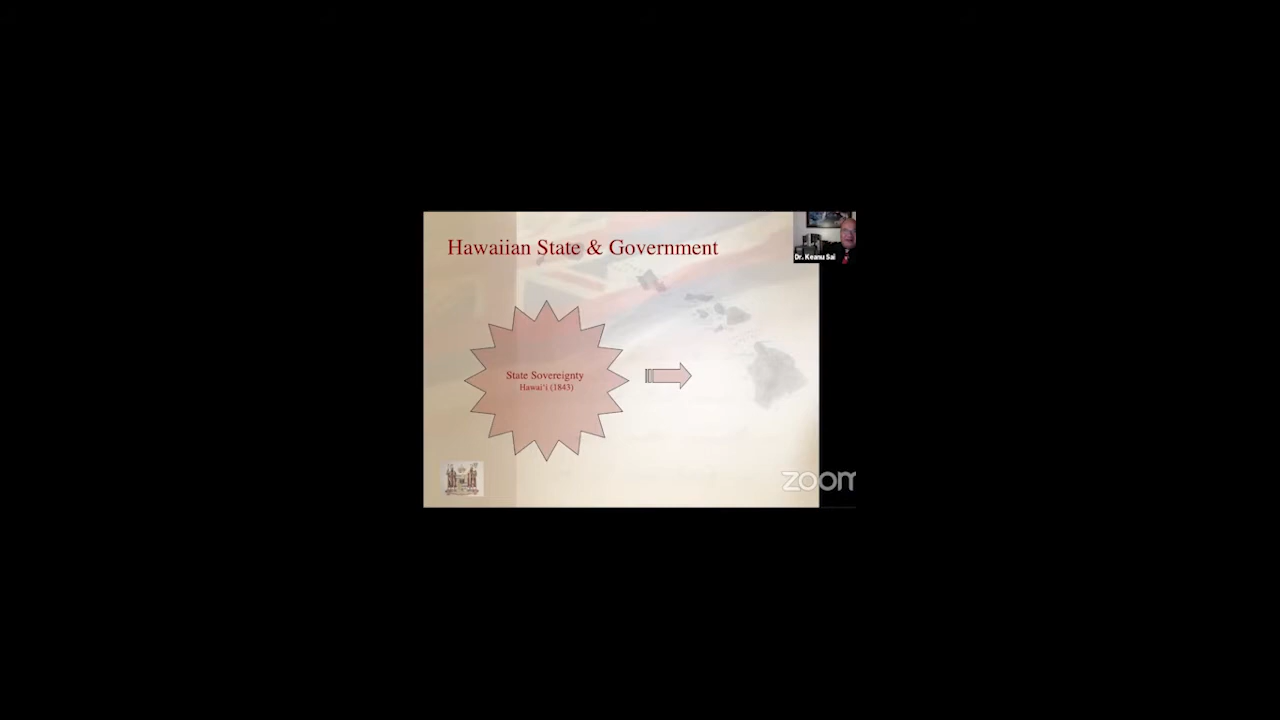 Hawaiian State & Government
Dr. Keanu Sai
State Sovereignty
Hawaiʻi (1843)
zoom